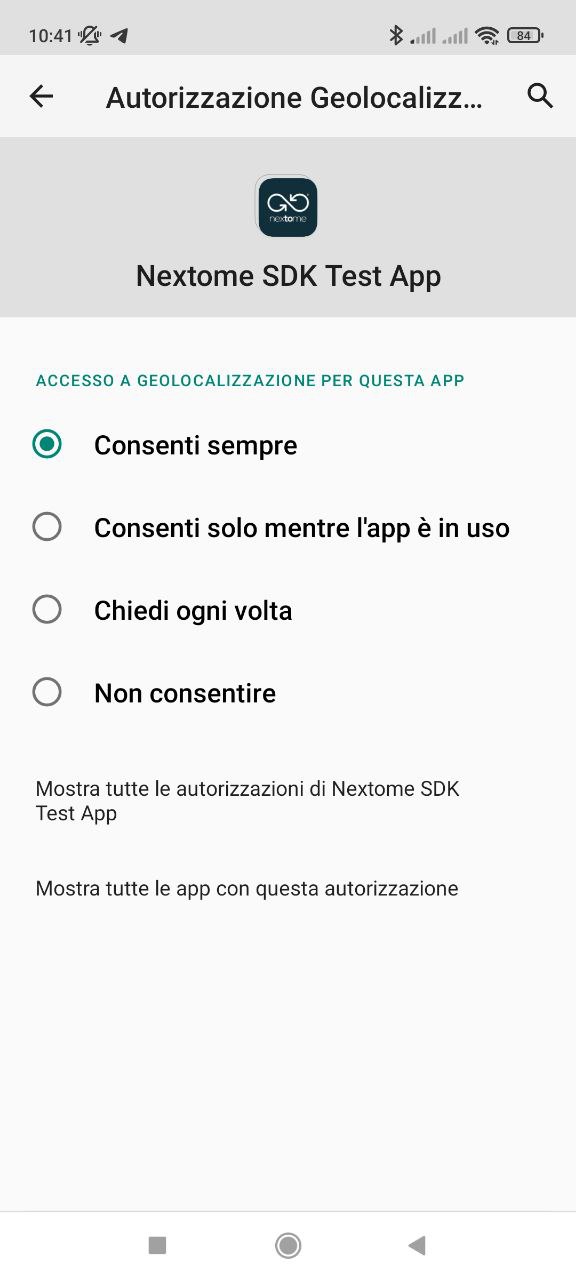 10:41
84
Autorizzazione Geolocalizz...
nextome
Nextome SDK Test App
ACCESSO A GEOLOCALIZZAZIONE PER QUESTA APP
Consenti sempre
Consenti solo mentre l'app è in uso
Chiedi ogni volta
Non consentire
Mostra tutte le autorizzazioni di Nextome SDK
Test App
Mostra tutte le app con questa autorizzazione